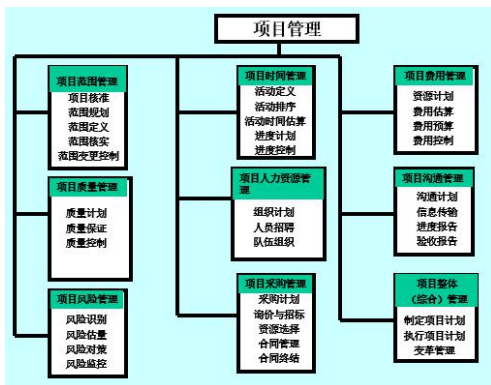 项目管理
项目范围管理
项目核准
范围规划
范围定义
范围核实
范围变更控制
项目时间管理
活动定义
活动排序
活动时间估算
进度计划
进度控制
项目费用管理
资源计划
费用估算
费用预算
费用控制
项目质量管理
质量计划
质量保证
质量控制
项目人力资源管
理
组织计划
人员招聘
队伍组织
项目沟通管理
沟通计划
信息传输
进度报告
验收报告
项目风险管理
风险识别
风险估量
风险对策
风险监控
项目采购管理
采购计划
询价与招标
资源选择
合同管理
合同终结
项目整体
（综合）管理
制定项目计划
执行项目计划
变革管理